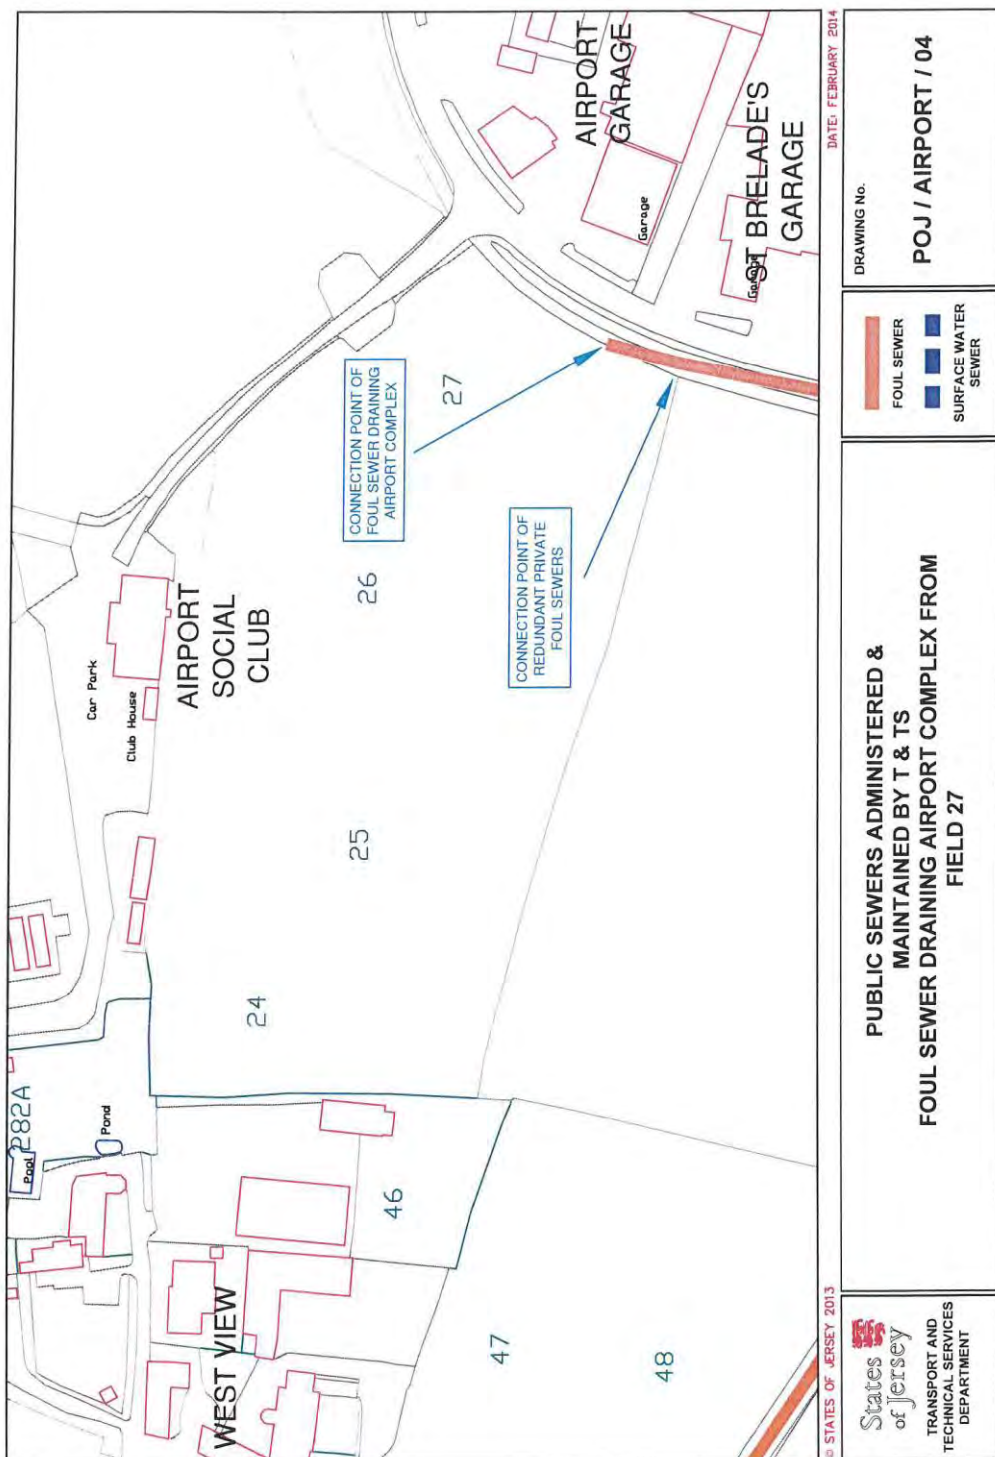 AIRPORT
GARAGE
Garage
ST BRELADE'S
GARAGE
Garage
27
CONNECTION POINT OF
FOUL SEWER DRAINING
AIRPORT COMPLEX
26
CONNECTION POINT OF
REDUNDANT PRIVATE
FOUL SEWERS
AIRPORT
SOCIAL
CLUB
Car Park
Club House
25
24
282A
Pool
Pond
46
WEST VIEW
47
48
© STATES OF JERSEY 2013
DATE: FEBRUARY 2014
States
of Jersey
TRANSPORT AND
TECHNICAL SERVICES
DEPARTMENT
PUBLIC SEWERS ADMINISTERED &
MAINTAINED BY T & TS
FOUL SEWER DRAINING AIRPORT COMPLEX FROM
FIELD 27
FOUL SEWER
SURFACE WATER
SEWER
DRAWING No.
POJ / AIRPORT / 04